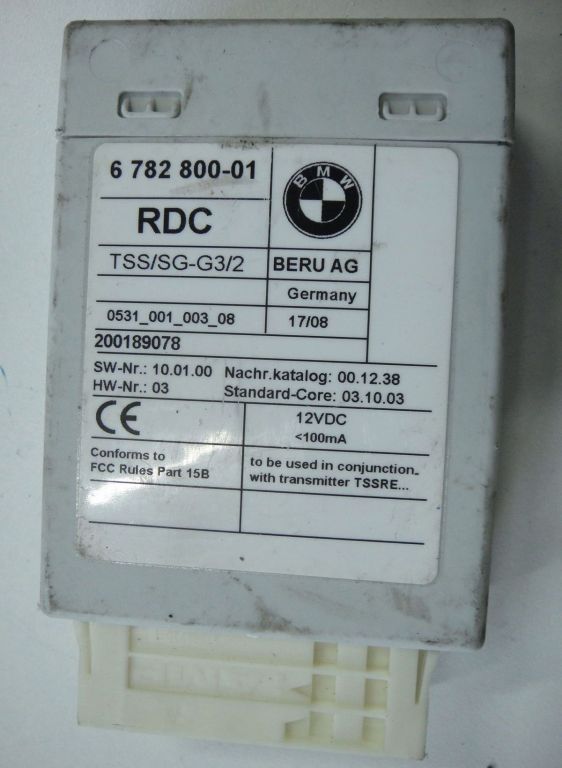 6 782 800-01
BMW
RDC
TSS/SG-G3/2
BERU AG
Germany
0531_001_003_08
17/08
200189078
SW-Nr.: 10.01.00 Nachr.katalog: 00.12.38
HW-Nr.: 03 Standard-Core: 03.10.03
CE
12VDC
<100mA
Conforms to
FCC Rules Part 15B
to be used in conjunction
with transmitter TSSRE...